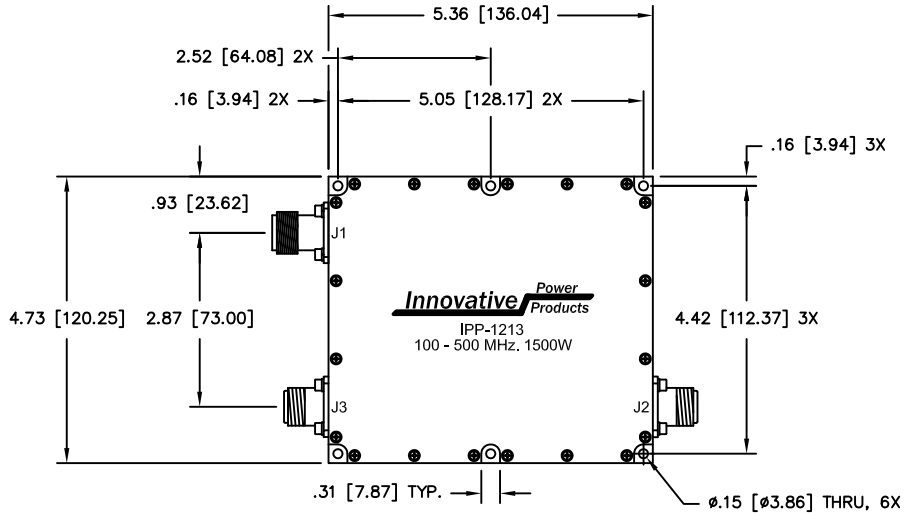 5.36 [136.04]
2.52 [64.08] 2X
.16 [3.94] 2X
5.05 [128.17] 2X
.16 [3.94] 3X
.93 [23.62]
J1
4.73 [120.25]
2.87 [73.00]
Innovative Power Products
IPP-1213
100 - 500 MHz, 1500W
4.42 [112.37] 3X
J3
J2
.31 [7.87] TYP.
ø.15 [ø3.86] THRU, 6X